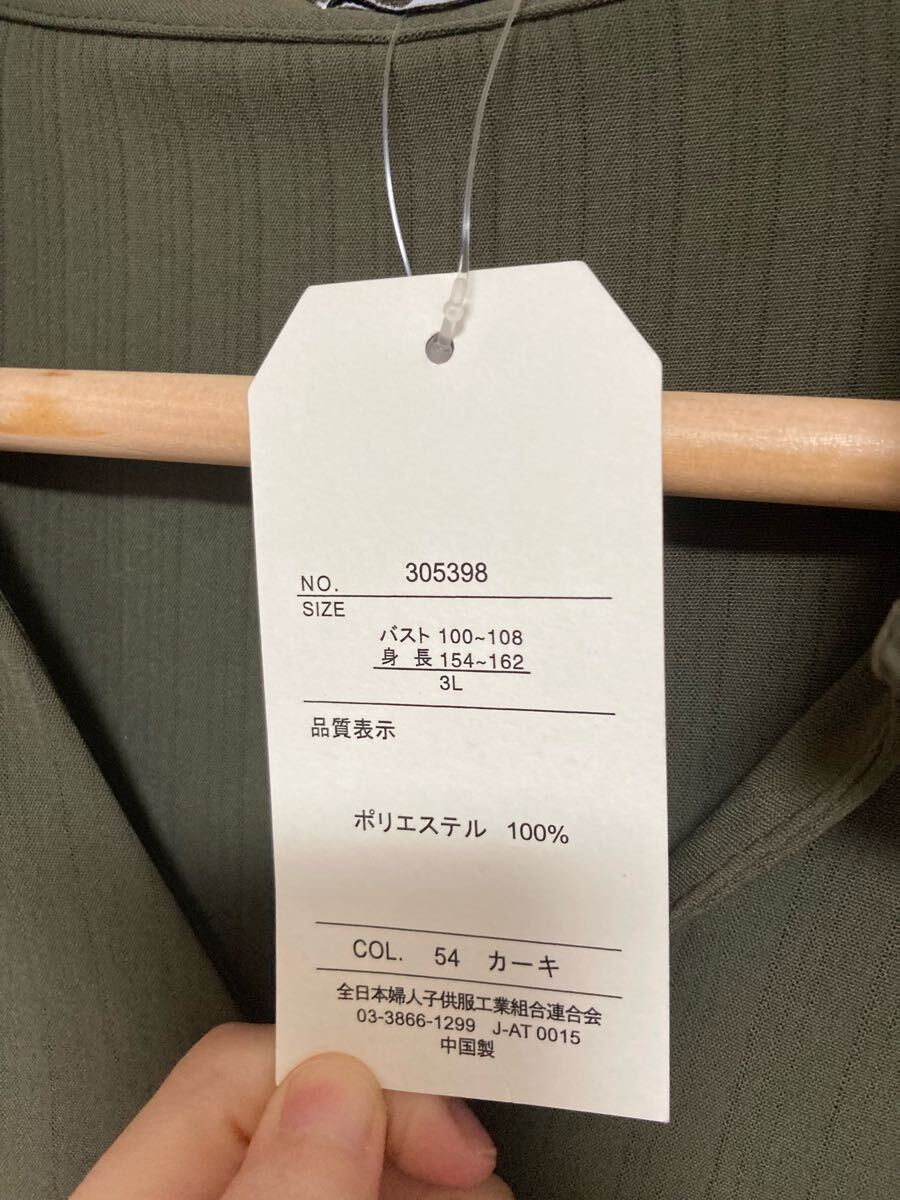 NO. 305398
SIZE
バスト 100~108
身 長 154~162
3L
品質表示
ポリエステル 100%
COL. 54 カーキ
全日本婦人子供服工業組合連合会
03-3866-1299 J-AT 0015
中国製